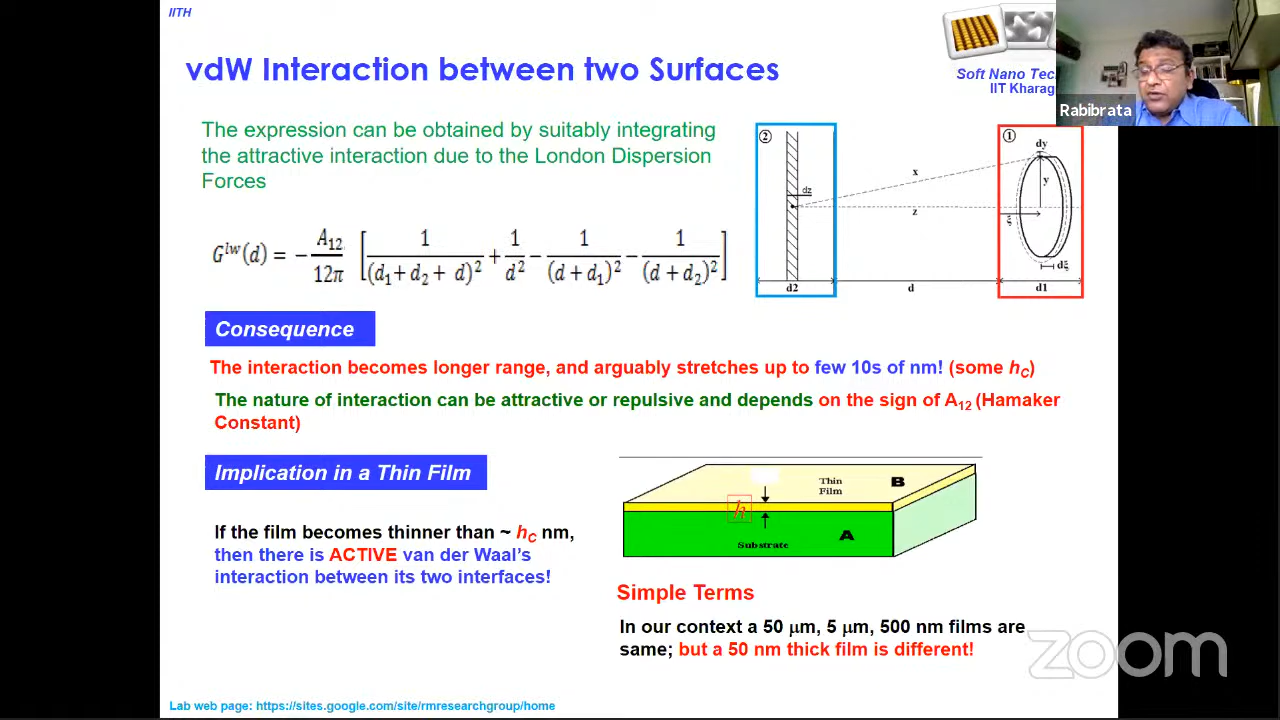 IITH
vdW Interaction between two Surfaces
Soft Nano Tec
IIT Kharag
Rabibrata
The expression can be obtained by suitably integrating
the attractive interaction due to the London Dispersion
Forces
G^lw(d) = − A₁₂/12π [ 1/(d₁+d₂ + d)² + 1/d² − 1/(d + d₁)² − 1/(d + d₂)² ]
②
①
dy
x
y
dz
z
ξ
dξ
d2
d
d1
Consequence
The interaction becomes longer range, and arguably stretches up to few 10s of nm! (some h_C)
The nature of interaction can be attractive or repulsive and depends on the sign of A₁₂ (Hamaker
Constant)
Implication in a Thin Film
Thin
Film
B
h
Substrate
A
If the film becomes thinner than ~ h_C nm,
then there is ACTIVE van der Waal's
interaction between its two interfaces!
Simple Terms
In our context a 50 μm, 5 μm, 500 nm films are
same; but a 50 nm thick film is different!
zoom
Lab web page: https://sites.google.com/site/rmresearchgroup/home